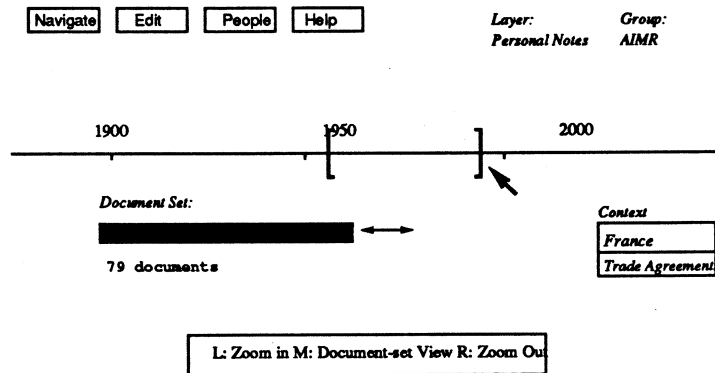 Navigate Edit People Help
Layer: Group:
Personal Notes AIMR
1900 1950 2000
Document Set:
Context
France
79 documents
Trade Agreement
L: Zoom in M: Document-set View R: Zoom Out